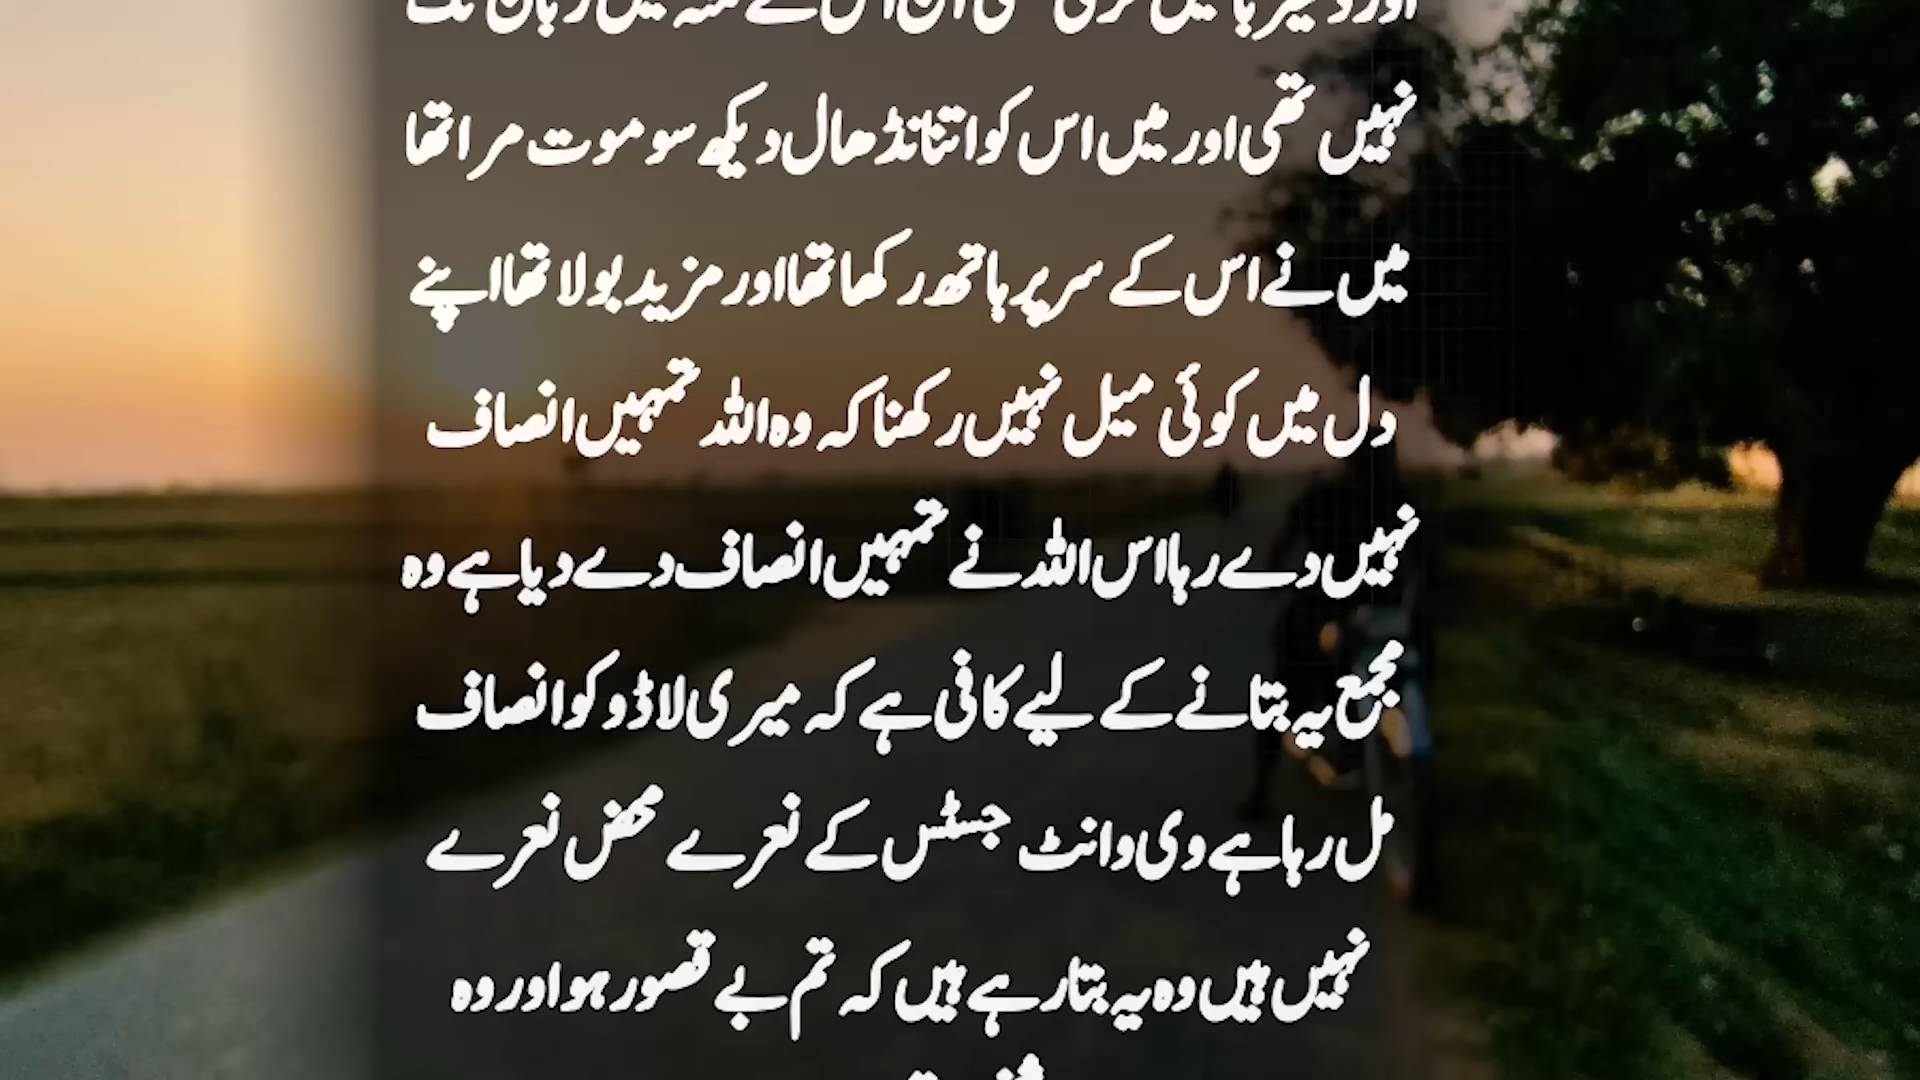 نہیں تھی اور میں اس کو اتنا نڈھال دیکھ سو موت مرا تھا
میں نے اس کے سر پر ہاتھ رکھا تھا اور مزید بولا تھا اپنے
دل میں کوئی میل نہیں رکھنا کہ وہ اللہ تمہیں انصاف
نہیں دے رہا اس اللہ نے تمہیں انصاف دے دیا ہے وہ
مجمع یہ بتانے کے لیے کافی ہے کہ میری لاڈو کو انصاف
مل رہا ہے وی وانٹ جسٹس کے نعرے محض نعرے
نہیں ہیں وہ یہ بتا رہے ہیں کہ تم بے قصور ہو اور وہ